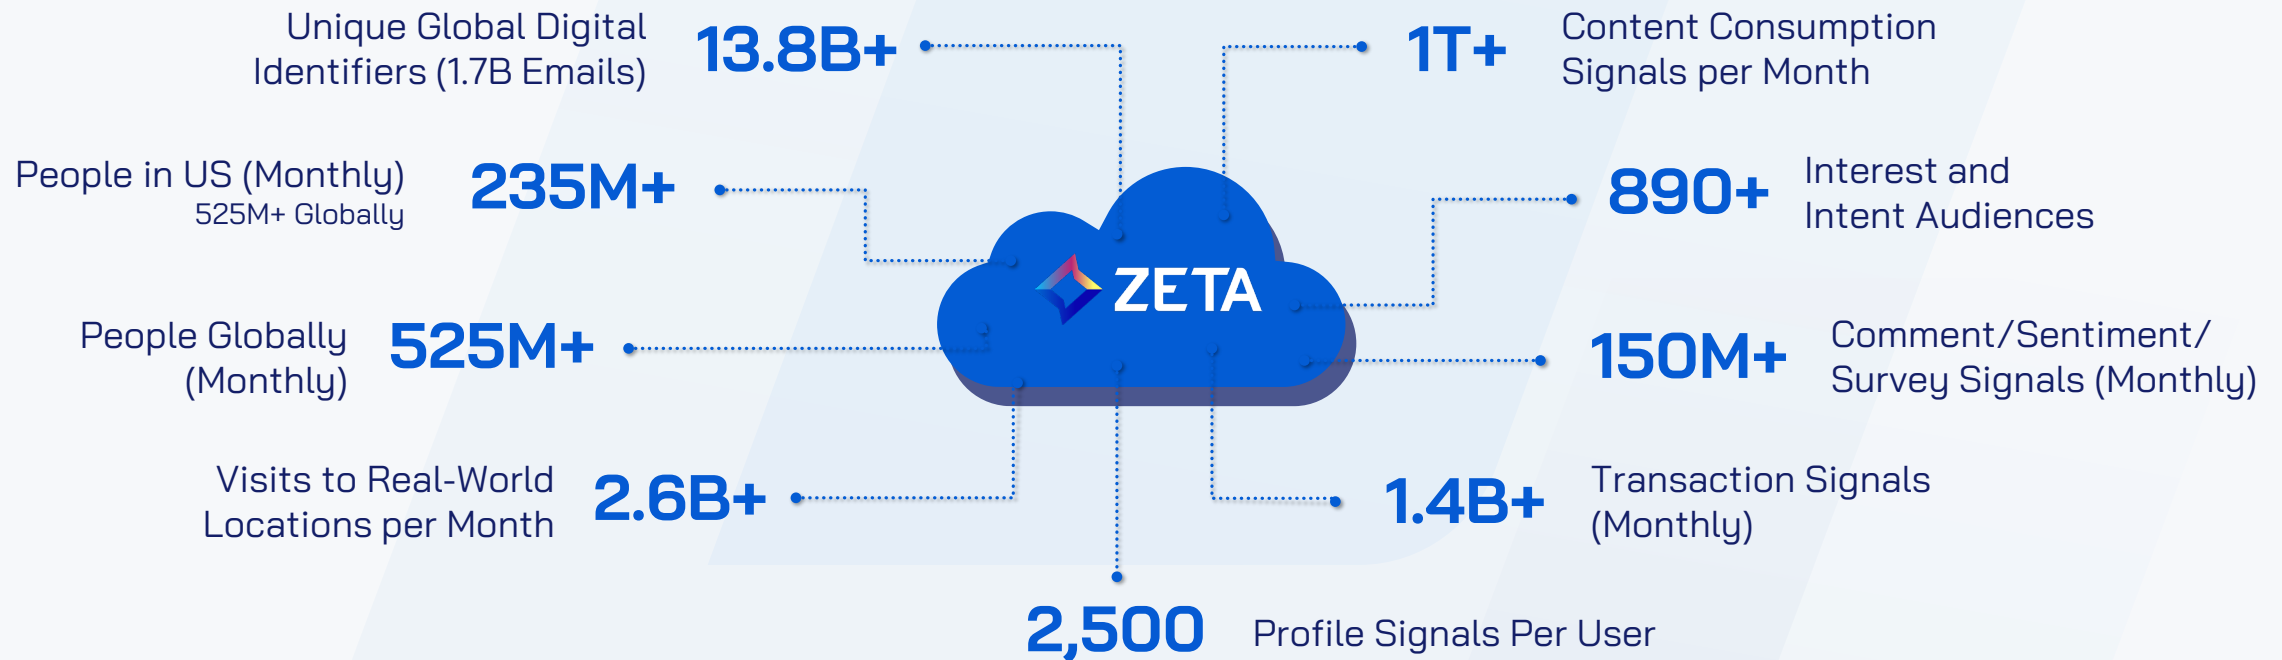 Unique Global Digital
Identifiers (1.7B Emails)
13.8B+
1T+
Content Consumption
Signals per Month
People in US (Monthly)
525M+ Globally
235M+
890+
Interest and
Intent Audiences
ZETA
People Globally
(Monthly)
525M+
150M+
Comment/Sentiment/
Survey Signals (Monthly)
Visits to Real-World
Locations per Month
2.6B+
1.4B+
Transaction Signals
(Monthly)
2,500
Profile Signals Per User